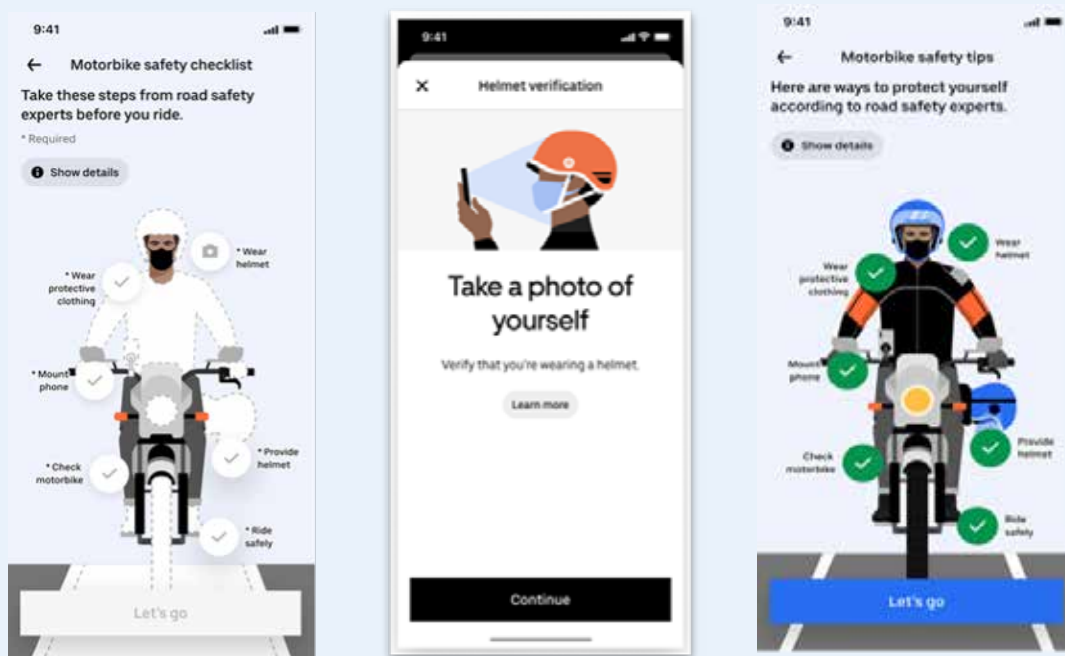 9:41
Motorbike safety checklist
Take these steps from road safety
experts before you ride.
* Required
Show details
* Wear
helmet
* Wear
protective
clothing
* Mount
phone
* Provide
helmet
* Check
motorbike
* Ride
safely
Let's go
9:41
Helmet verification
Take a photo of
yourself
Verify that you're wearing a helmet.
Learn more
Continue
9:41
Motorbike safety tips
Here are ways to protect yourself
according to road safety experts.
Show details
Wear
helmet
Wear
protective
clothing
Mount
phone
Provide
helmet
Check
motorbike
Ride
safely
Let's go